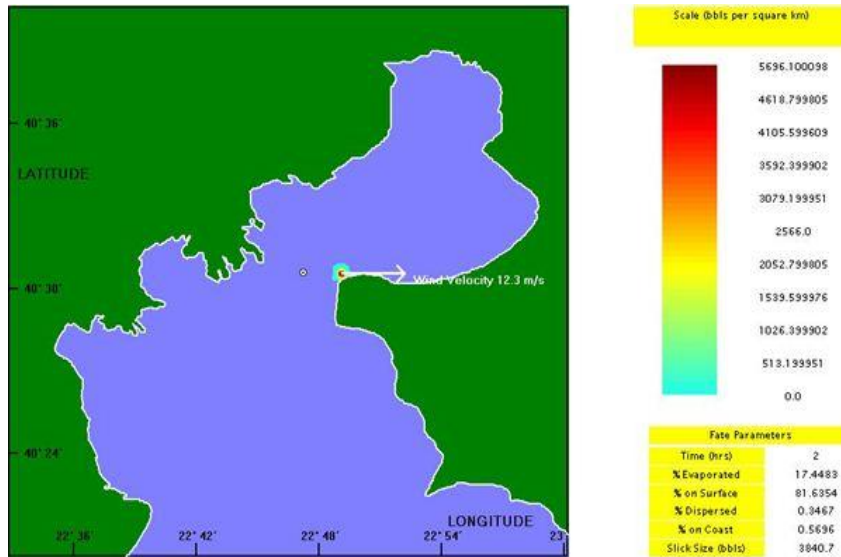 Scale (bbls per square km)
5696.100098
4618.799805
4105.599609
3592.399902
3079.199951
2566.0
2052.799805
1539.599976
1026.399902
513.199951
0.0
40° 36'
LATITUDE
Wind Velocity 12.3 m/s
40° 30'
40° 24'
LONGITUDE
22° 36'
22° 42'
22° 48'
22° 54'
23
Fate Parameters
Time (hrs) 2
% Evaporated 17.4483
% on Surface 81.6354
% Dispersed 0.3467
% on Coast 0.5696
Slick Size (bbls) 3840.7